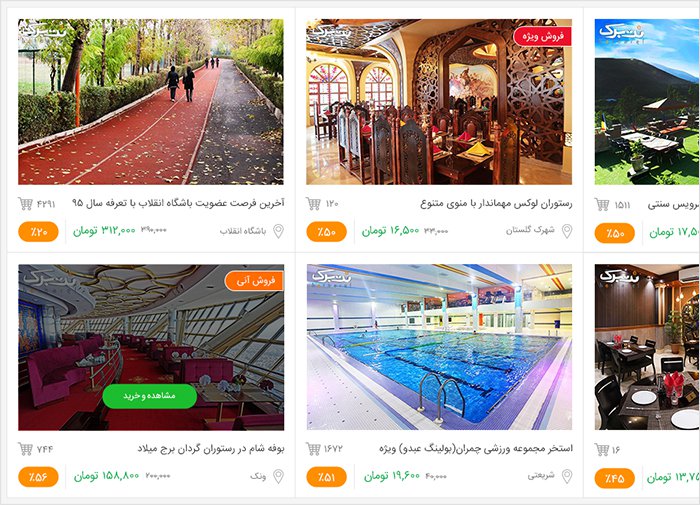 نت برگ
آخرین فرصت عضویت باشگاه انقلاب با تعرفه سال ۹۵
۴۲۹۱
باشگاه انقلاب
۳۹۰,۰۰۰
۳۱۲,۰۰۰ تومان
٪۲۰
فروش ویژه
نت برگ
رستوران لوکس مهماندار با منوی متنوع
۱۲۰
شهرک گلستان
۳۳,۰۰۰
۱۶,۵۰۰ تومان
٪۵۰
نت برگ
سرویس سنتی
۱۵۱۱
۱۷,۵۰
٪۵۰
فروش آنی
نت برگ
مشاهده و خرید
بوفه شام در رستوران گردان برج میلاد
۷۴۴
ونک
۲۰۰,۰۰۰
۱۵۸,۸۰۰ تومان
٪۵۶
نت برگ
استخر مجموعه ورزشی چمران(بولینگ عبدو) ویژه
۱۶۷۲
شریعتی
۴۰,۰۰۰
۱۹,۶۰۰ تومان
٪۵۱
نت برگ
۱۶
۱۳,۷۵
٪۴۵